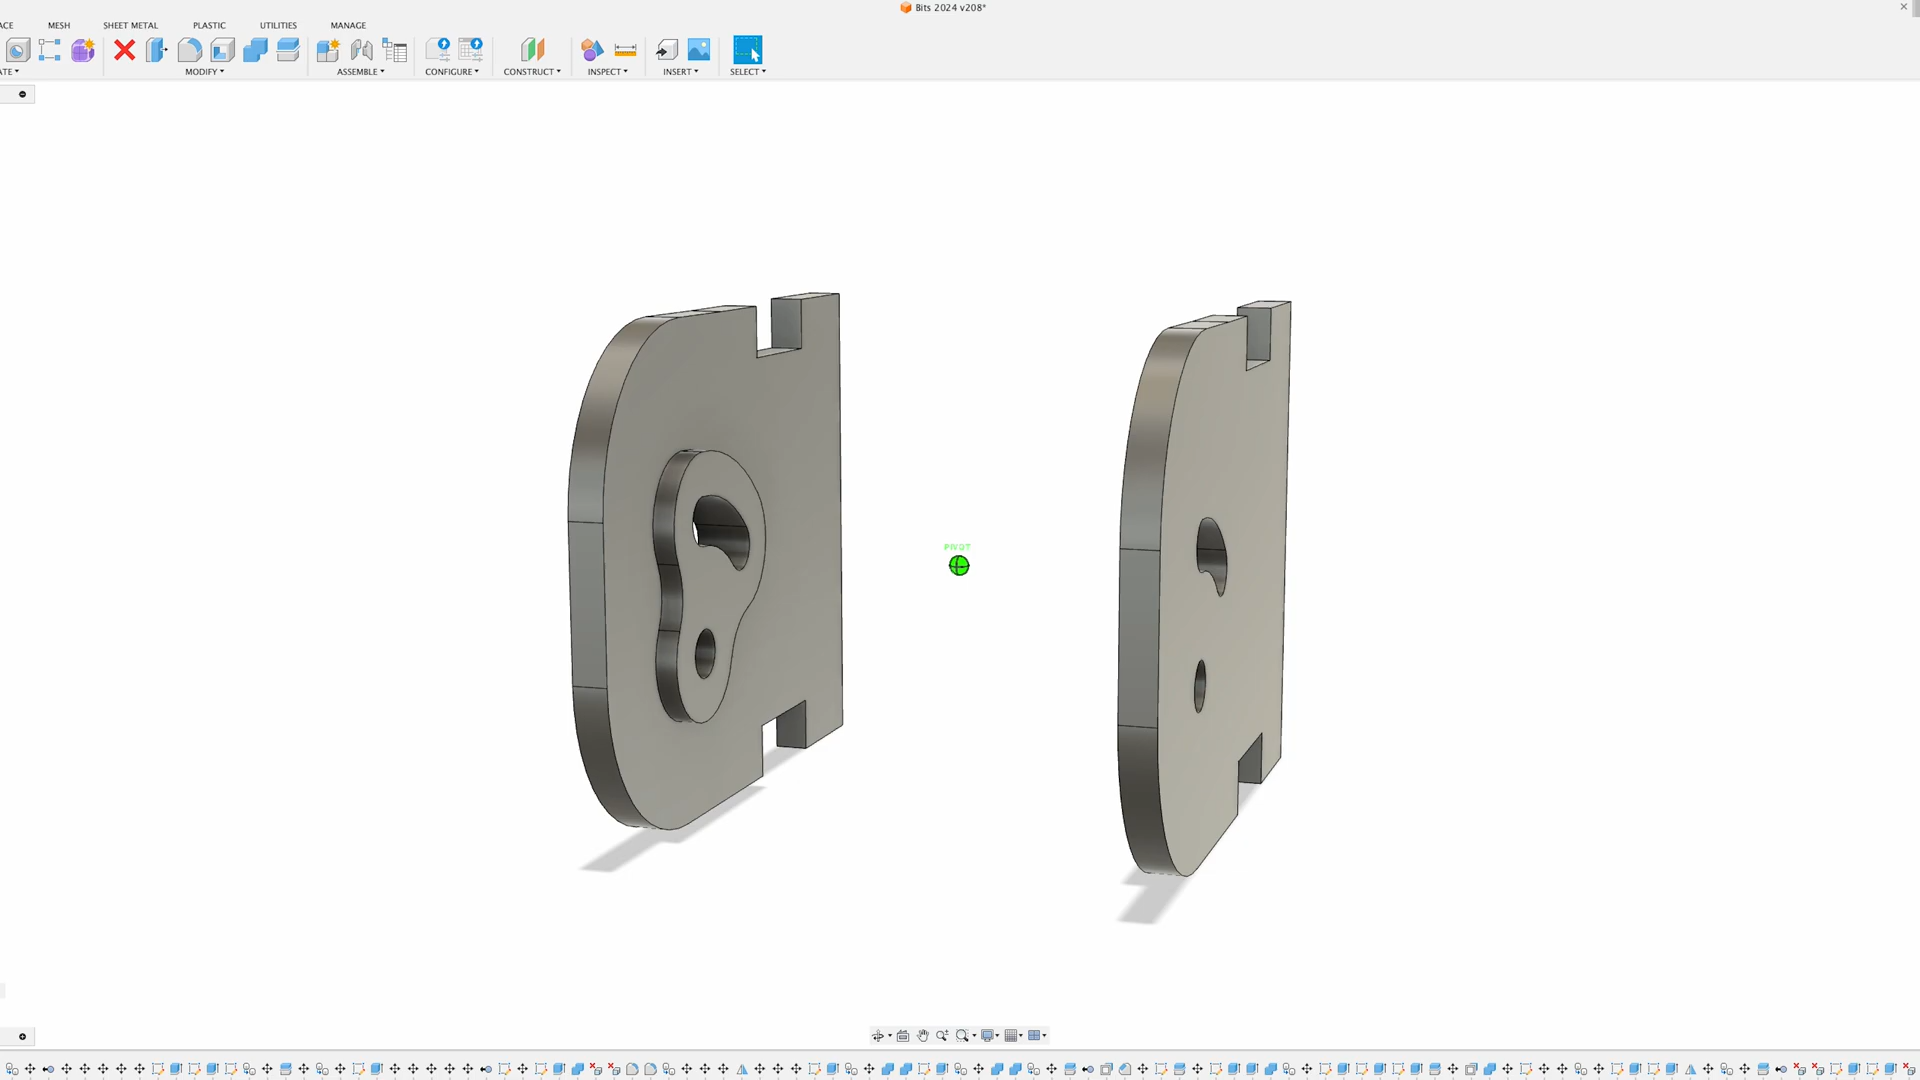 Bits 2024 v208*
ACE MESH SHEET METAL PLASTIC UTILITIES MANAGE
ATE MODIFY ASSEMBLE CONFIGURE CONSTRUCT INSPECT INSERT SELECT
PIVOT